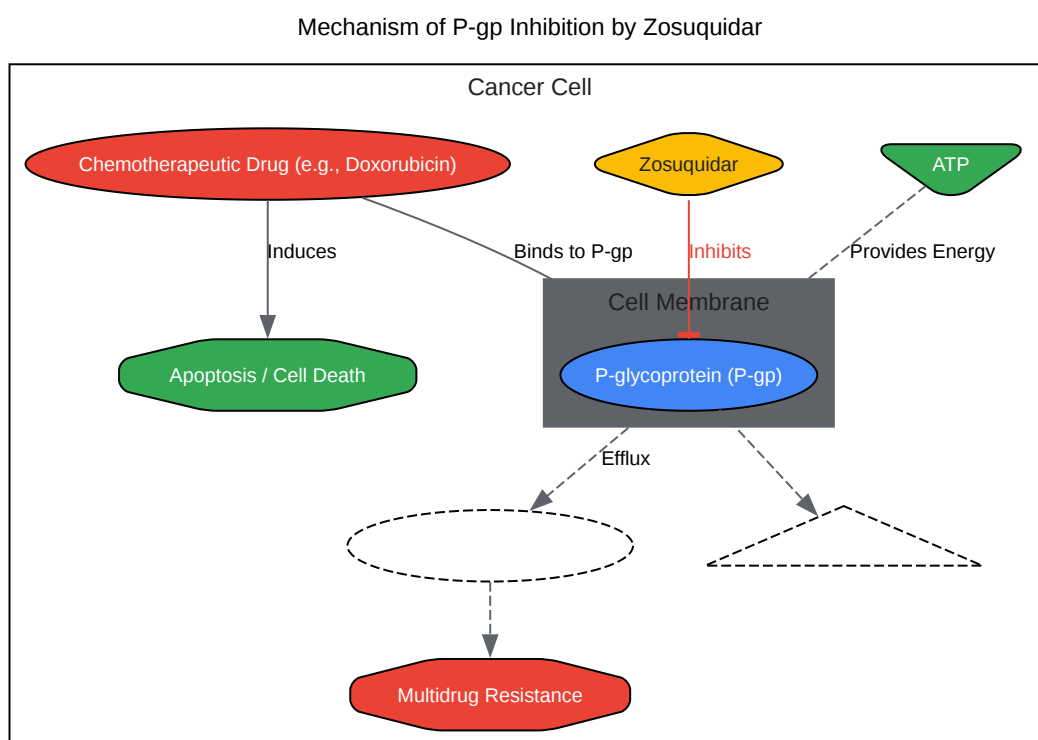 Mechanism of P-gp Inhibition by Zosuquidar
Cancer Cell
Chemotherapeutic Drug (e.g., Doxorubicin)
Zosuquidar
ATP
Induces
Binds to P-gp
Inhibits
Provides Energy
Cell Membrane
Apoptosis / Cell Death
P-glycoprotein (P-gp)
Efflux
Multidrug Resistance